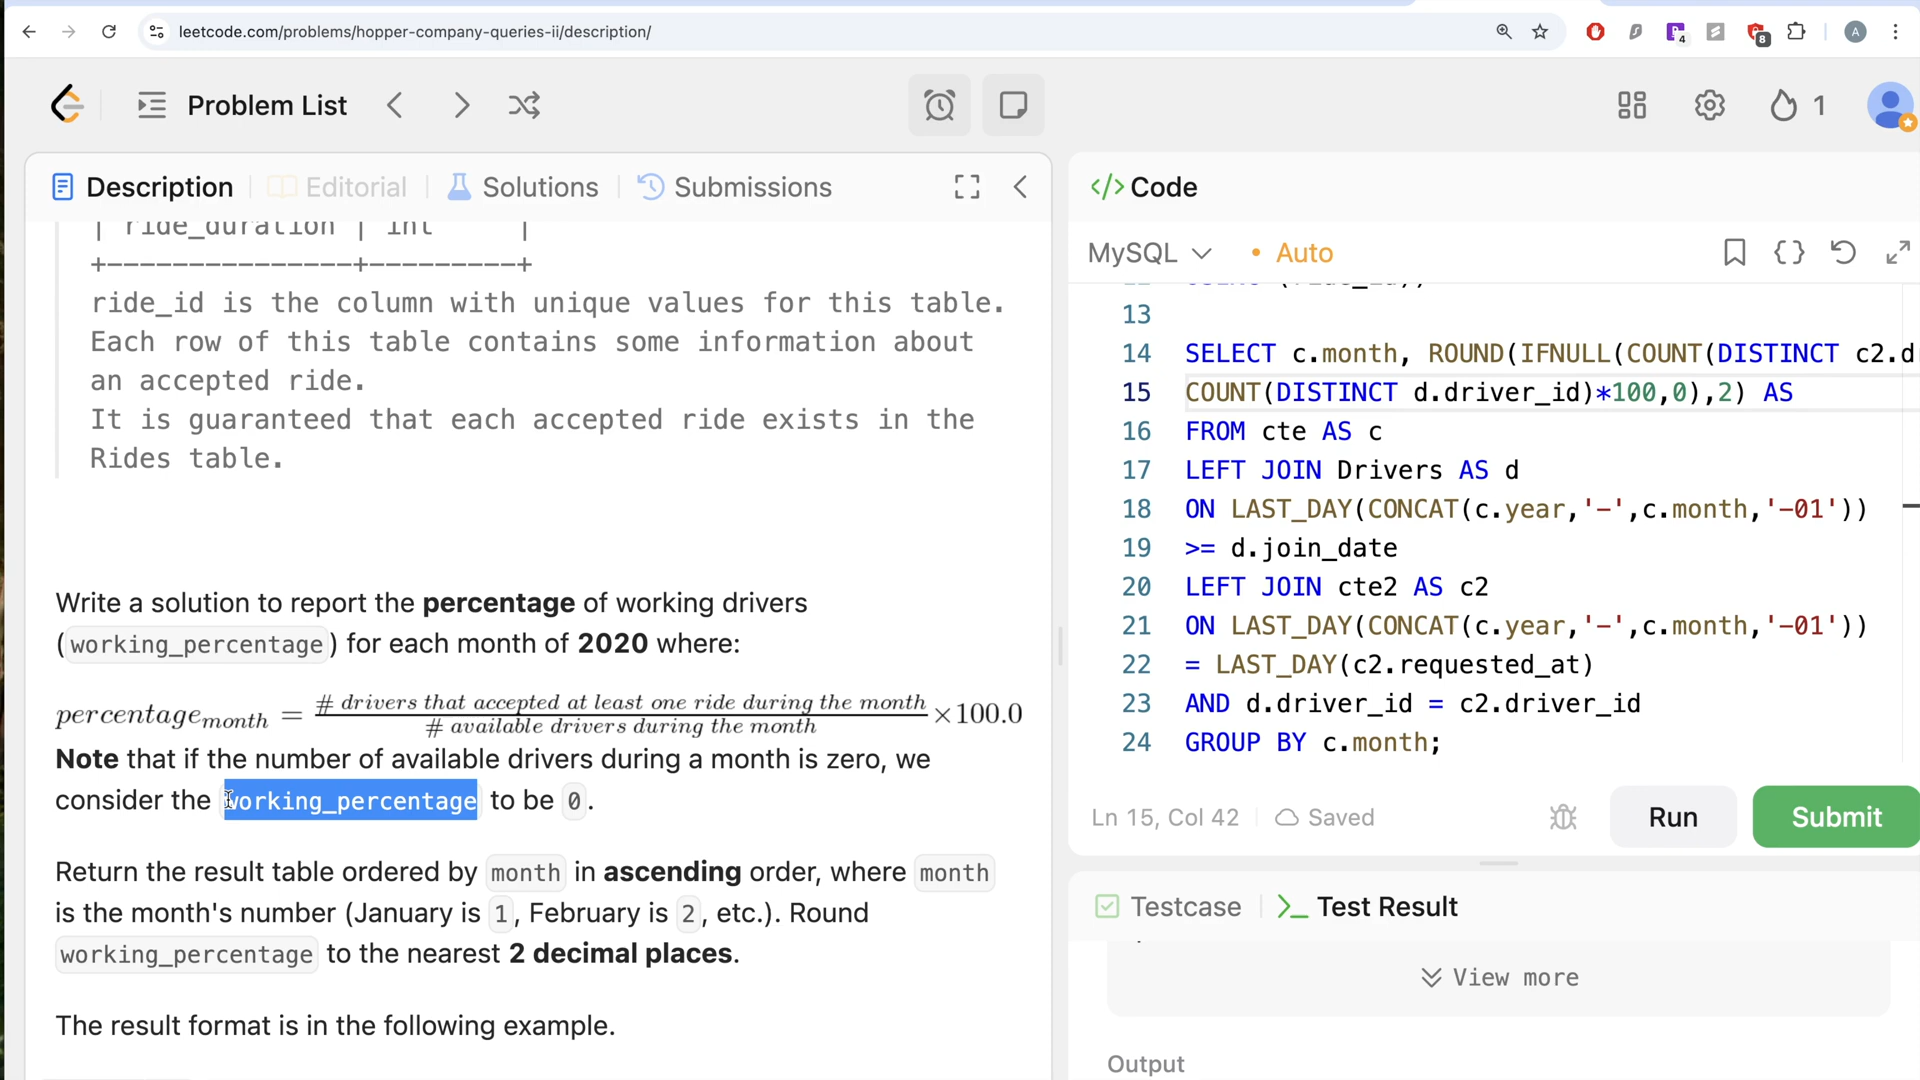 leetcode.com/problems/hopper-company-queries-ii/description/
4
8
A
Problem List
1
Description
Editorial
Solutions
Submissions
| ride_duration | int |
+---------------+---------+
ride_id is the column with unique values for this table.
Each row of this table contains some information about
an accepted ride.
It is guaranteed that each accepted ride exists in the
Rides table.
Write a solution to report the percentage of working drivers
(working_percentage) for each month of 2020 where:
percentage_month = # drivers that accepted at least one ride during the month / # available drivers during the month ×100.0
Note that if the number of available drivers during a month is zero, we
consider the working_percentage to be 0.
Return the result table ordered by month in ascending order, where month
is the month's number (January is 1, February is 2, etc.). Round
working_percentage to the nearest 2 decimal places.
The result format is in the following example.
</> Code
MySQL
• Auto
13
14 SELECT c.month, ROUND(IFNULL(COUNT(DISTINCT c2.d
15 COUNT(DISTINCT d.driver_id)*100,0),2) AS
16 FROM cte AS c
17 LEFT JOIN Drivers AS d
18 ON LAST_DAY(CONCAT(c.year,'-',c.month,'-01'))
19 >= d.join_date
20 LEFT JOIN cte2 AS c2
21 ON LAST_DAY(CONCAT(c.year,'-',c.month,'-01'))
22 = LAST_DAY(c2.requested_at)
23 AND d.driver_id = c2.driver_id
24 GROUP BY c.month;
Ln 15, Col 42
Saved
Run
Submit
Testcase
>_ Test Result
View more
Output